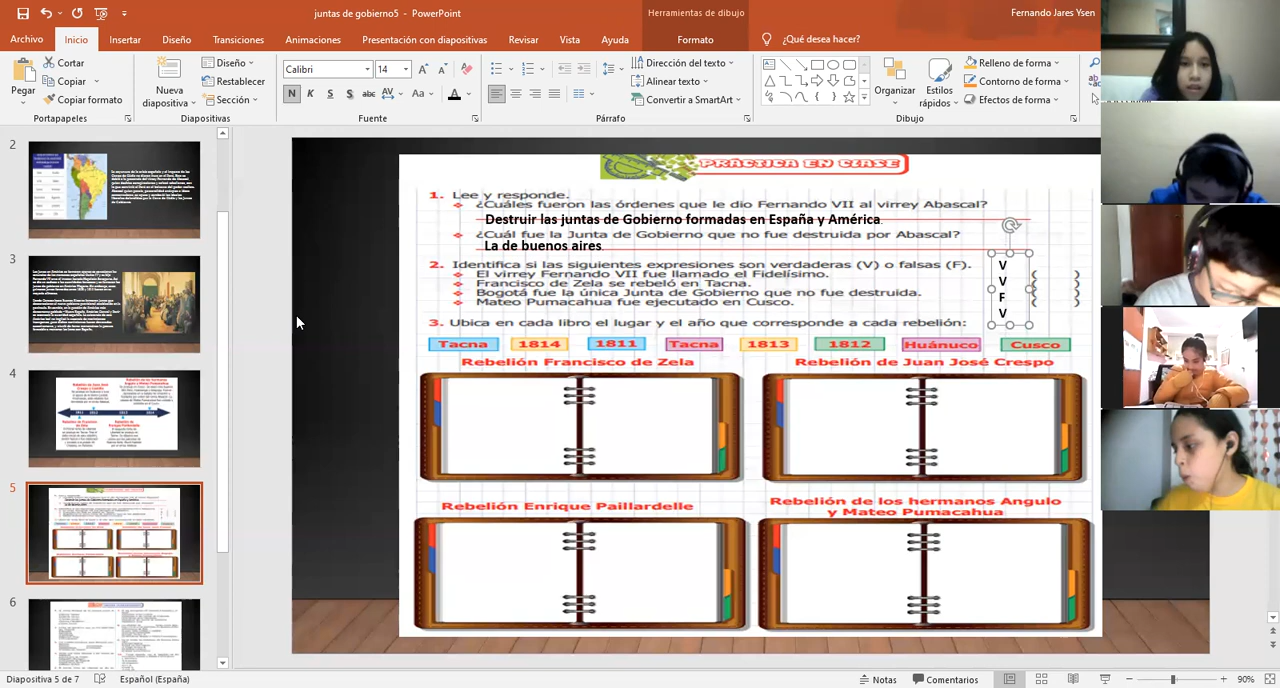 juntas de gobierno5 - PowerPoint
Herramientas de dibujo
Fernando Jares Ysen
Archivo Inicio Insertar Diseño Transiciones Animaciones Presentación con diapositivas Revisar Vista Ayuda Formato ¿Qué desea hacer?
Pegar
Cortar
Copiar
Copiar formato
Portapapeles
Nueva diapositiva
Diseño
Restablecer
Sección
Diapositivas
Calibri 14
N K S S abc AV Aa A
Fuente
Párrafo
Dirección del texto
Alinear texto
Convertir a SmartArt
Organizar
Estilos rápidos
Relleno de forma
Contorno de forma
Efectos de forma
Dibujo
2
3
4
5
6
PRÁCTICA EN CLASE
1. Lee y responde.
¿Cuáles fueron las órdenes que le dio Fernando VII al virrey Abascal?
Destruir las juntas de Gobierno formadas en España y América.
¿Cuál fue la Junta de Gobierno que no fue destruida por Abascal?
La de buenos aires.
2. Identifica si las siguientes expresiones son verdaderas (V) o falsas (F).
El virrey Fernando VII fue llamado el Fidelísimo. V
Francisco de Zela se rebeló en Tacna. V ( )
Bogotá fue la única Junta de Gobierno que no fue destruida. F ( )
Mateo Pumacahua fue ejecutado en Cusco. V ( )
3. Ubica en cada libro el lugar y el año que corresponde a cada rebelión:
Tacna 1814 1811 Tacna 1813 1812 Huánuco Cusco
Rebelión Francisco de Zela Rebelión de Juan José Crespo
Rebelión Enrique Paillardelle
Rebelión de los hermanos Angulo
y Mateo Pumacahua
Diapositiva 5 de 7 Español (España) Notas Comentarios 90%